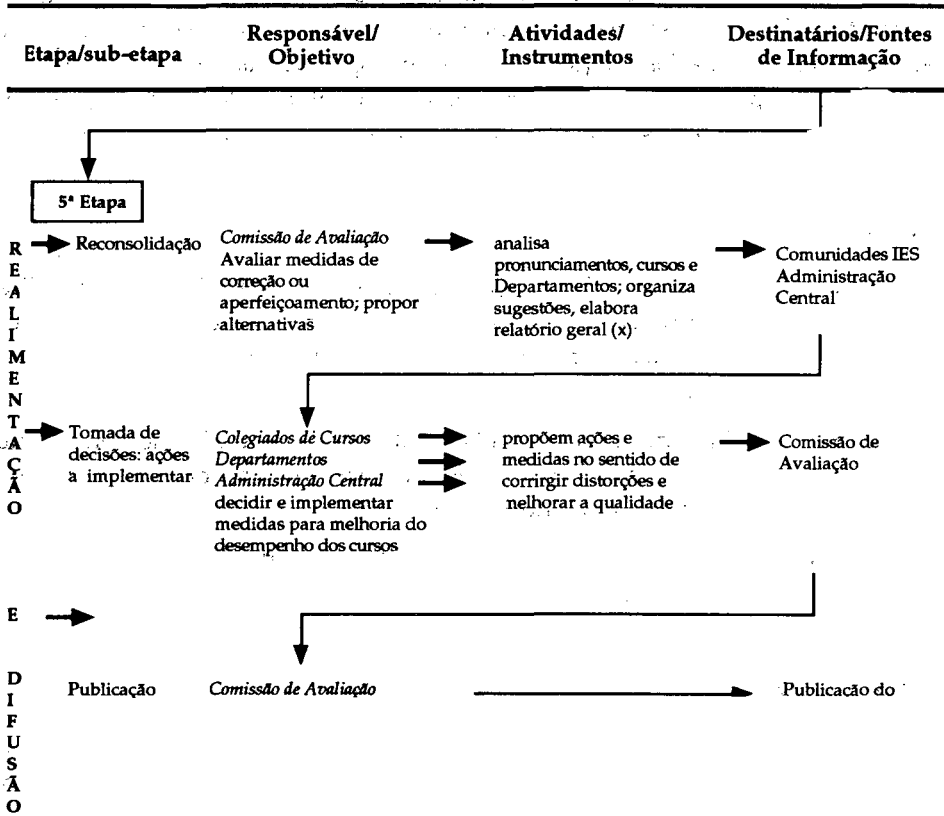 Etapa/sub-etapa
Responsável/
Objetivo
Atividades/
Instrumentos
Destinatários/Fontes
de Informação
5ª Etapa
REALIMENTAÇÃO
Reconsolidação
Comissão de Avaliação
Avaliar medidas de
correção ou
aperfeiçoamento; propor
alternativas
analisa
pronunciamentos, cursos e
Departamentos; organiza
sugestões, elabora
relatório geral (x)
Comunidades IES
Administração
Central
Tomada de
decisões: ações
a implementar
Colegiados de Cursos
Departamentos
Administração Central
decidir e implementar
medidas para melhoria do
desempenho dos cursos
propõem ações e
medidas no sentido de
corrirgir distorções e
nelhorar a qualidade
Comissão de
Avaliação
E
DIFUSÃO
Publicação
Comissão de Avaliação
Publicacão do